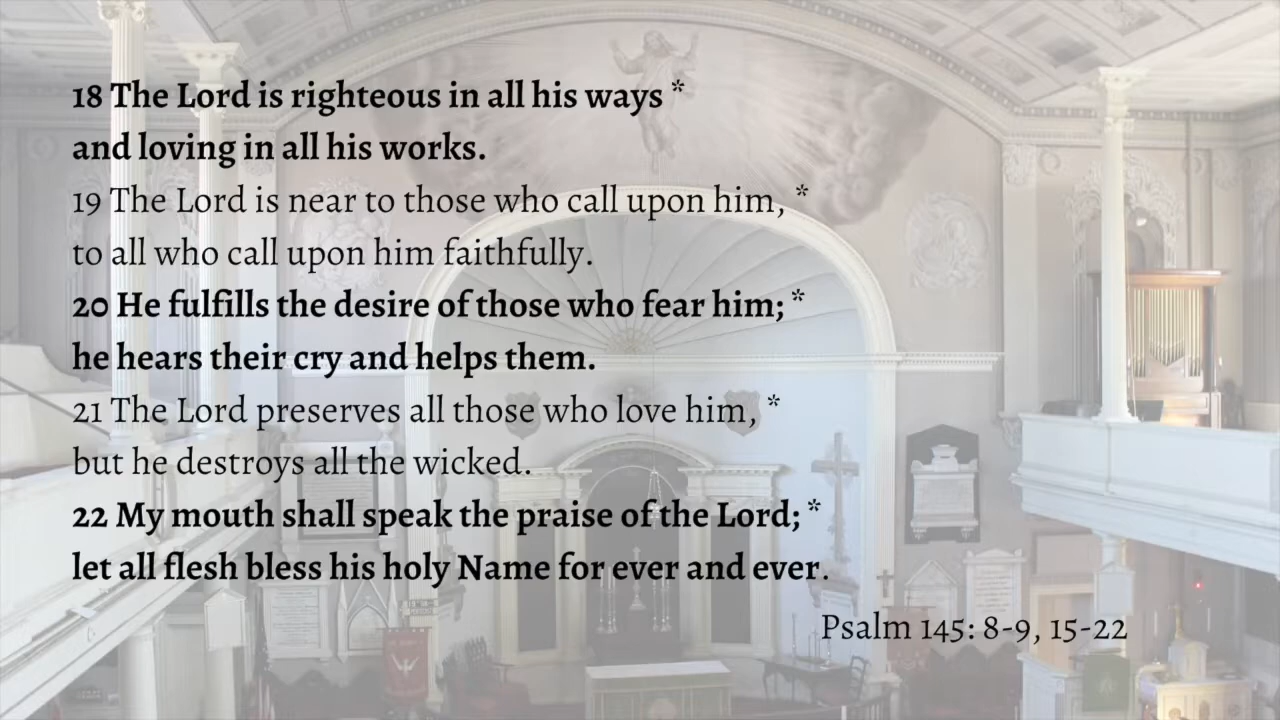 18 The Lord is righteous in all his ways *
and loving in all his works.
19 The Lord is near to those who call upon him, *
to all who call upon him faithfully.
20 He fulfills the desire of those who fear him; *
he hears their cry and helps them.
21 The Lord preserves all those who love him, *
but he destroys all the wicked.
22 My mouth shall speak the praise of the Lord; *
let all flesh bless his holy Name for ever and ever.
Psalm 145: 8-9, 15-22